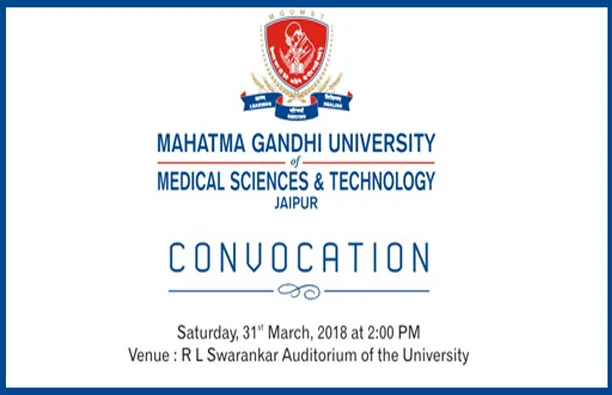 MGUMST
LEARNING
SERVING
HEALING
MAHATMA GANDHI UNIVERSITY
of
MEDICAL SCIENCES & TECHNOLOGY
JAIPUR
CONVOCATION
Saturday, 31st March, 2018 at 2:00 PM
Venue : R L Swarankar Auditorium of the University